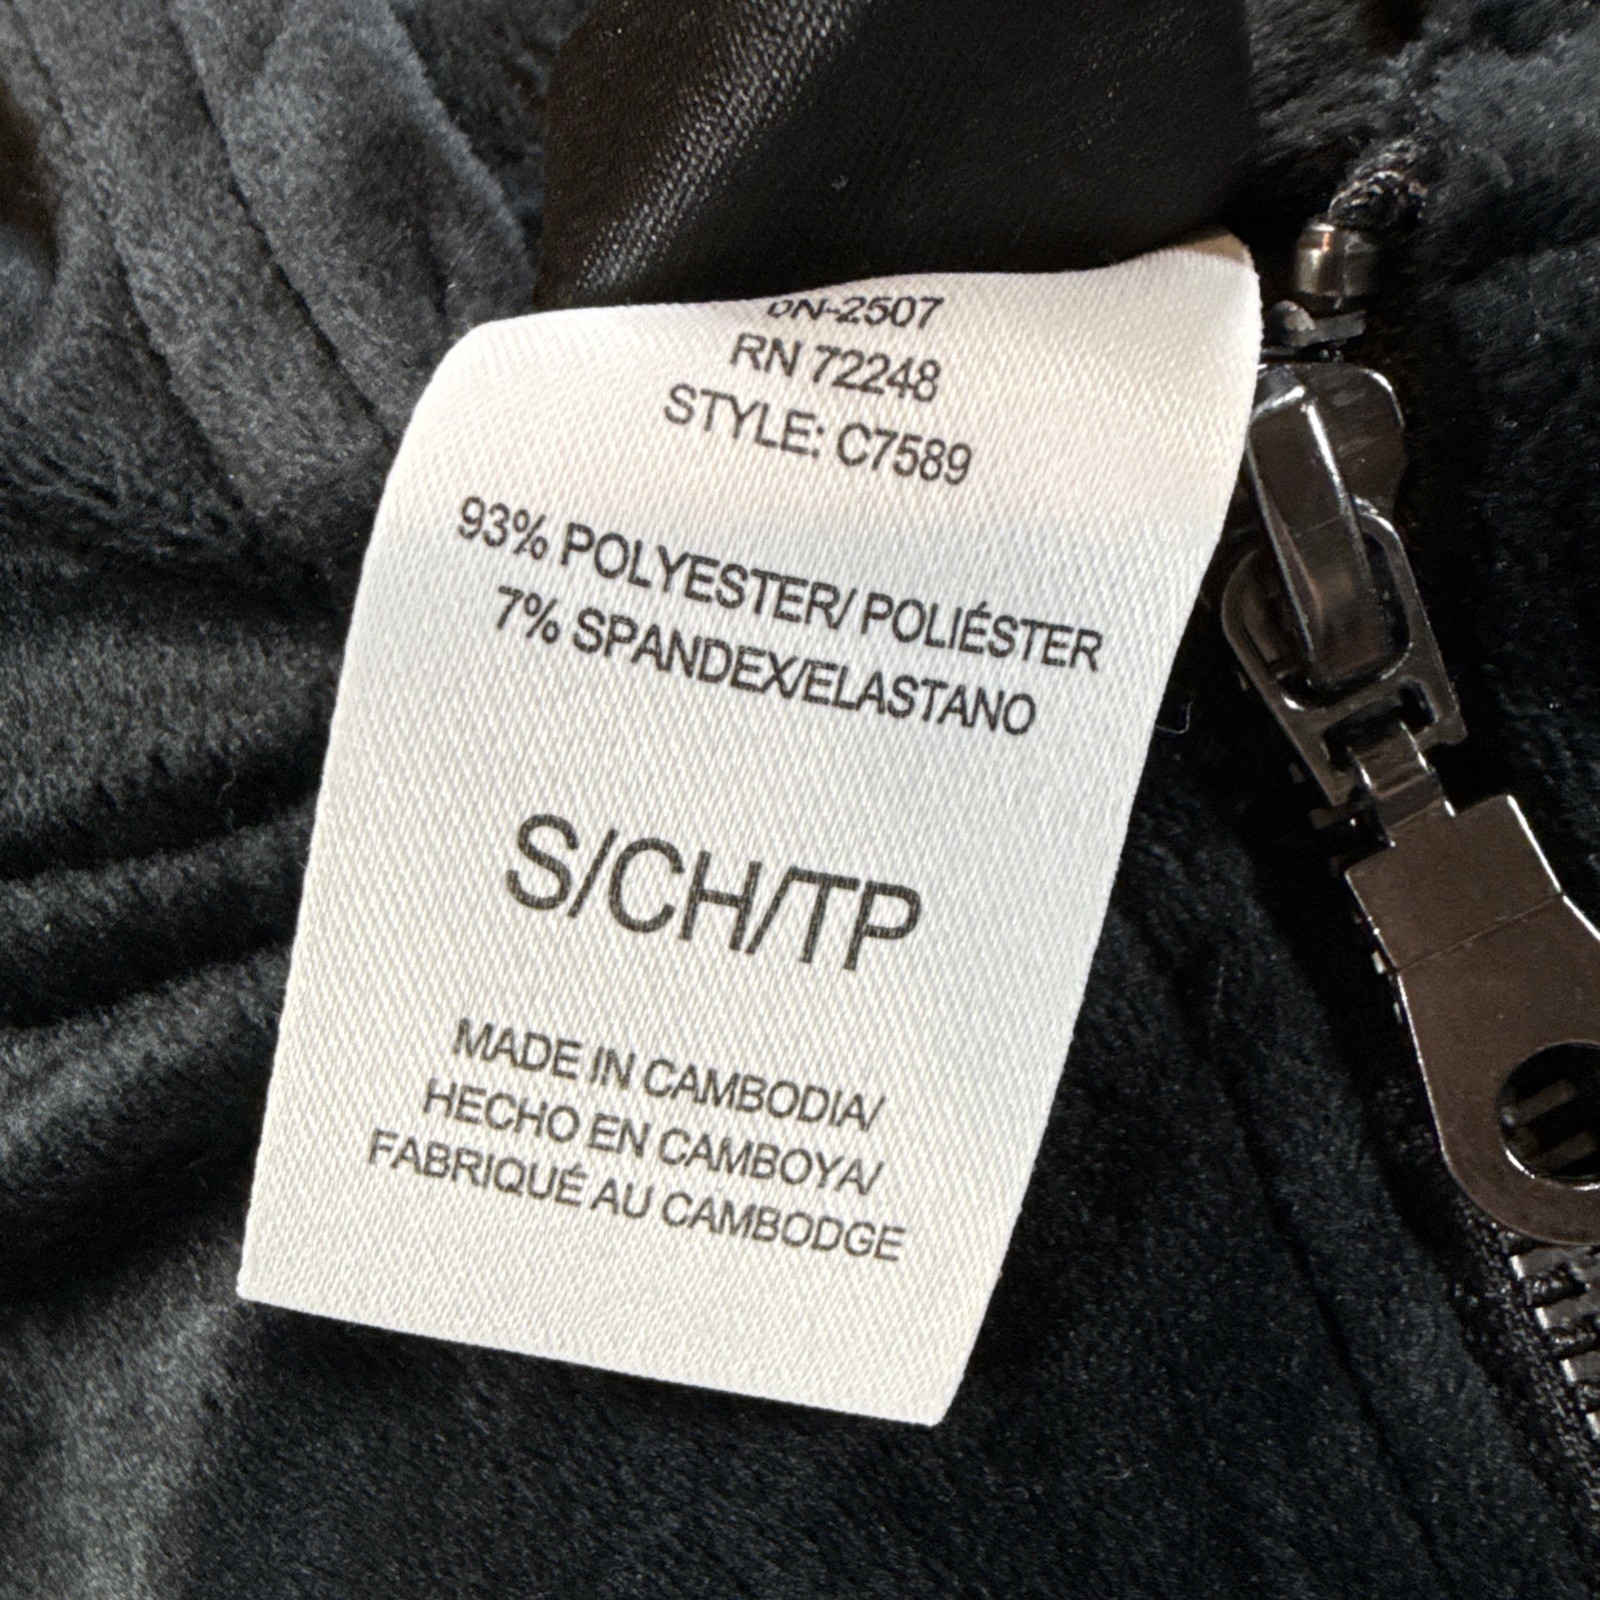 -2507
RN 72248
STYLE: C7589
93% POLYESTER/ POLIÉSTER
7% SPANDEX/ELASTANO
S/CH/TP
MADE IN CAMBODIA/
HECHO EN CAMBOYA/
FABRIQUÉ AU CAMBODGE